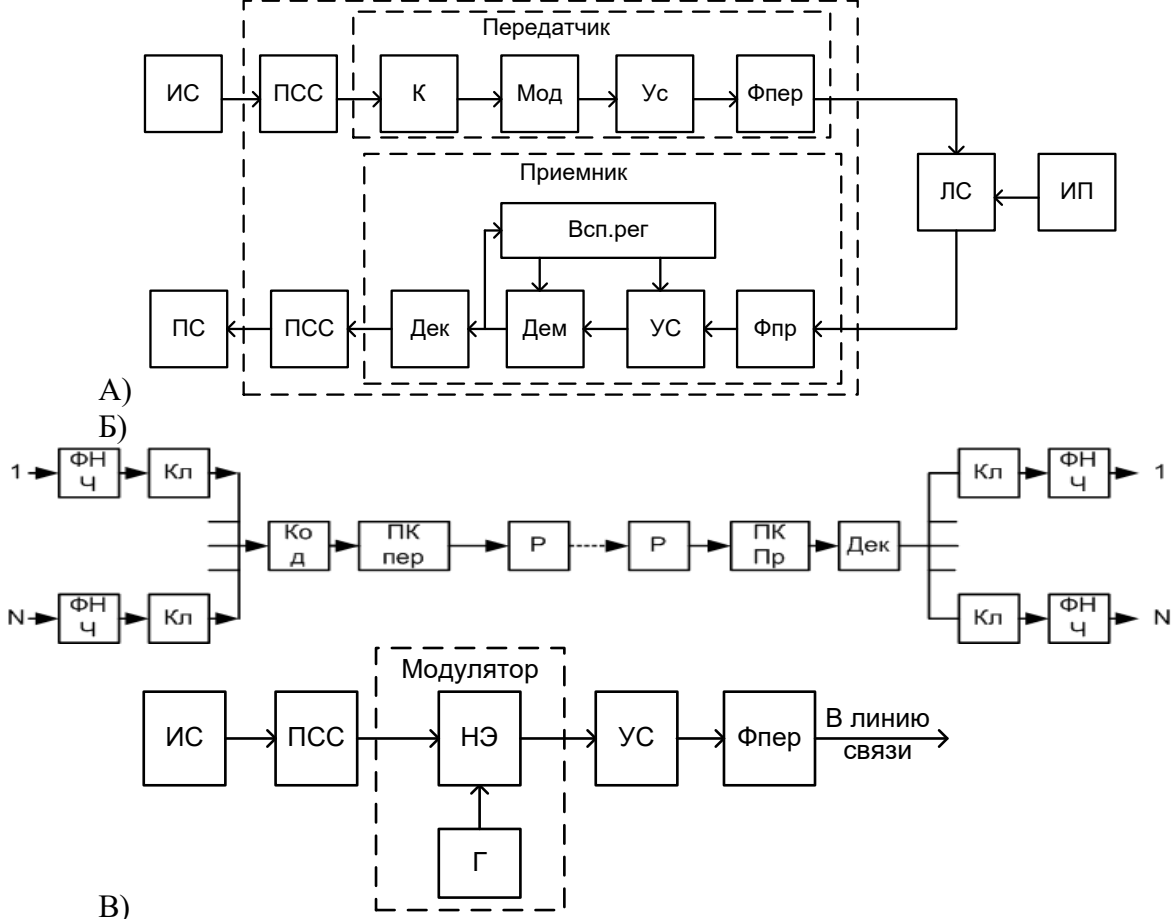 Передатчик
ИС ПСС К Мод Ус Фпер
Приемник
ЛС ИП
Всп.рег
ПС ПСС Дек Дем УС Фпр
А)
Б)
1 ФН Ч Кл Кл ФН Ч 1
Ко д ПК пер Р Р ПК Пр Дек
N ФН Ч Кл Кл ФН Ч N
Модулятор
ИС ПСС НЭ УС Фпер В линию связи
Г
В)